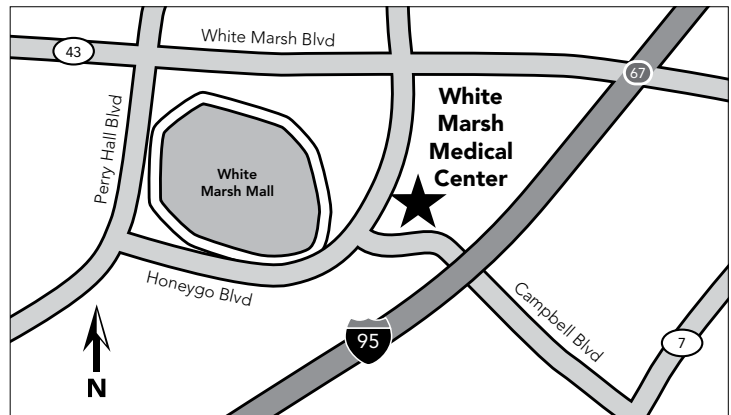 White Marsh Blvd
43
67
Perry Hall Blvd
White
Marsh
Medical
Center
White
Marsh Mall
Honeygo Blvd
Campbell Blvd
95
7
N